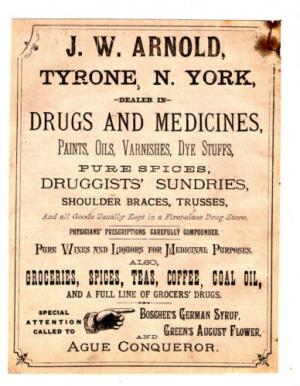 J. W. ARNOLD,
TYRONE, N. YORK,
-DEALER IN-
DRUGS AND MEDICINES,
PAINTS, OILS, VARNISHES, DYE STUFFS,
PURE SPICES,
DRUGGISTS' SUNDRIES,
SHOULDER BRACES, TRUSSES,
And all Goods Usually Kept in a First-class Drug Store.
PHYSICIANS' PRESCRIPTIONS CAREFULLY COMPOUNDED.
PURE WINES AND LIQUORS FOR MEDICINAL PURPOSES.
ALSO,
GROCERIES, SPICES, TEAS, COFFEE, COAL OIL,
AND A FULL LINE OF GROCERS' DRUGS.
SPECIAL
ATTENTION
CALLED TO
BOSCHEE'S GERMAN SYRUP,
GREEN'S AUGUST FLOWER,
AND
AGUE CONQUEROR.